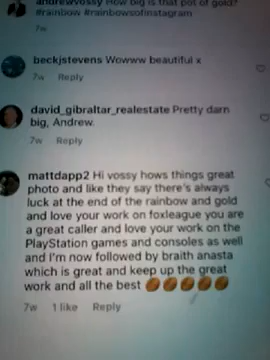 andrewvossy How big is that pot of gold?
#rainbow #rainbowsofinstagram
7w
beckjstevens Wowww beautiful x
7w Reply
david_gibraltar_realestate Pretty darn
big, Andrew.
7w Reply
mattdapp2 Hi vossy hows things great
photo and like they say there's always
luck at the end of the rainbow and gold
and love your work on foxleague you are
a great caller and love your work on the
PlayStation games and consoles as well
and I'm now followed by braith anasta
which is great and keep up the great
work and all the best 🏉🏉🏉🏉🏉
7w 1 like Reply